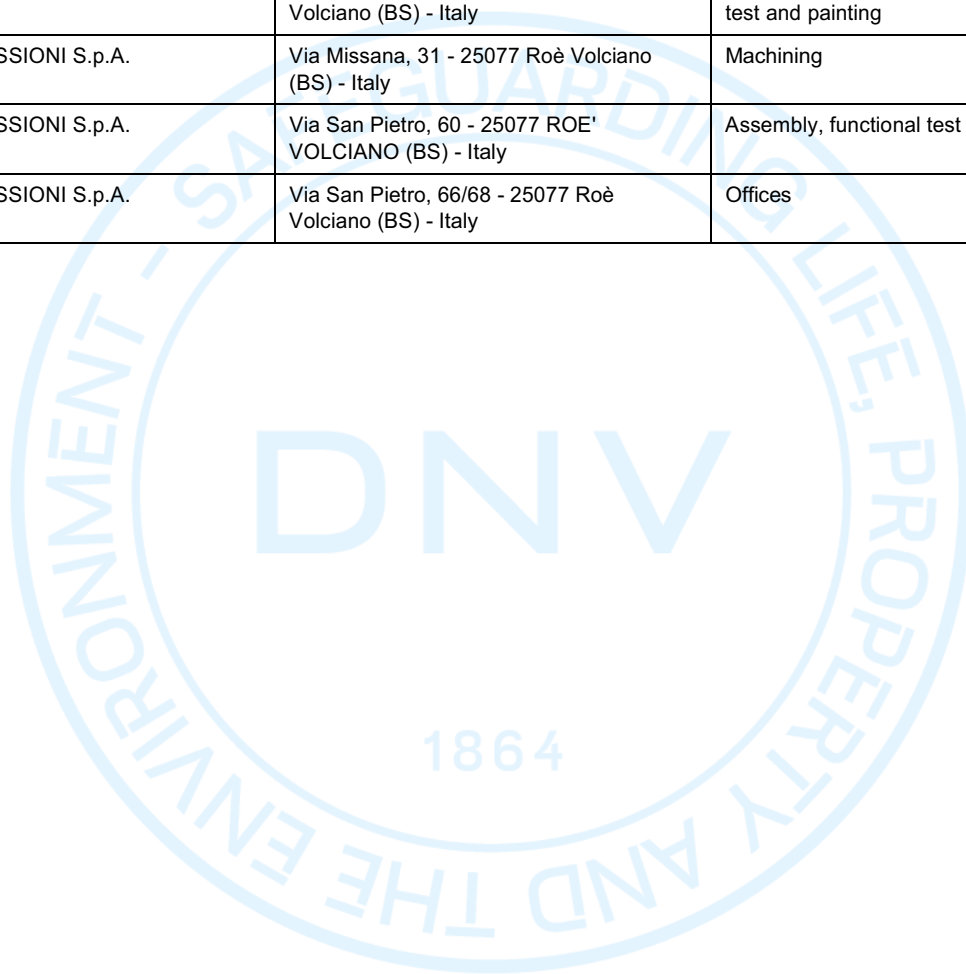 Volciano (BS) - Italy test and painting
SSIONI S.p.A. Via Missana, 31 - 25077 Roè Volciano Machining
(BS) - Italy
SSIONI S.p.A. Via San Pietro, 60 - 25077 ROE' Assembly, functional test
VOLCIANO (BS) - Italy
SSIONI S.p.A. Via San Pietro, 66/68 - 25077 Roè Offices
Volciano (BS) - Italy
SAFEGUARDING LIFE, PROPERTY AND THE ENVIRONMENT -
DNV
1864